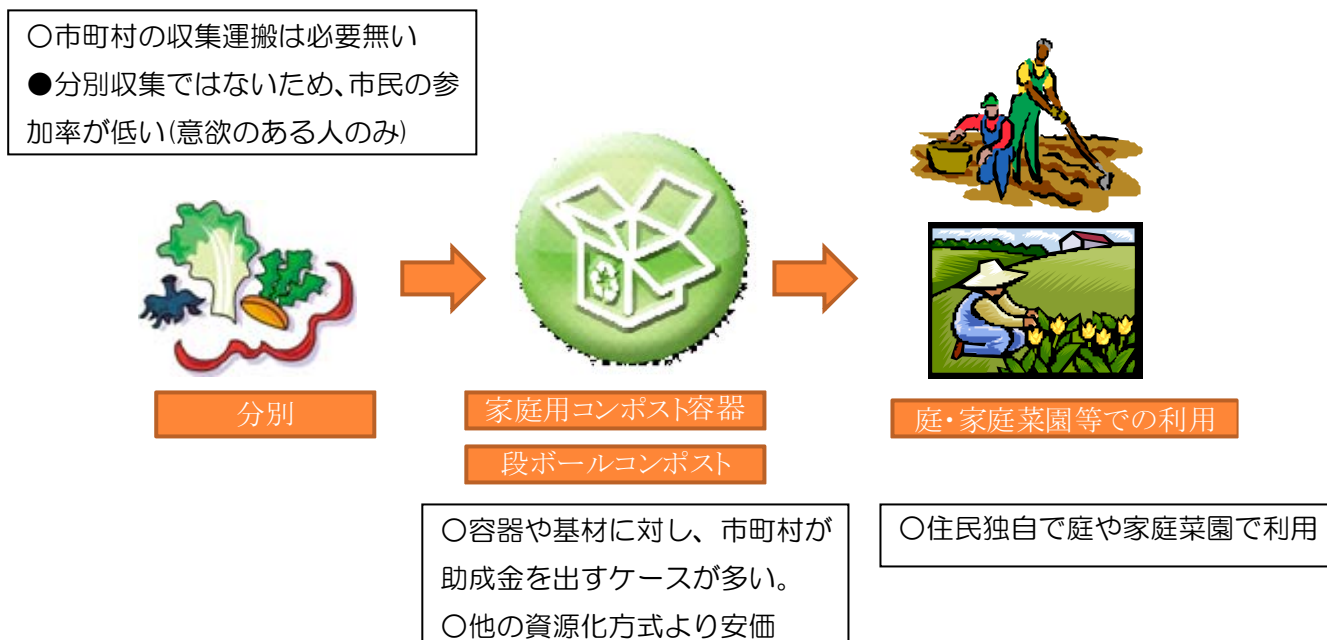 〇市町村の収集運搬は必要無い
●分別収集ではないため、市民の参
加率が低い(意欲のある人のみ)
分別
家庭用コンポスト容器
段ボールコンポスト
庭・家庭菜園等での利用
〇容器や基材に対し、市町村が
助成金を出すケースが多い。
〇他の資源化方式より安価
〇住民独自で庭や家庭菜園で利用